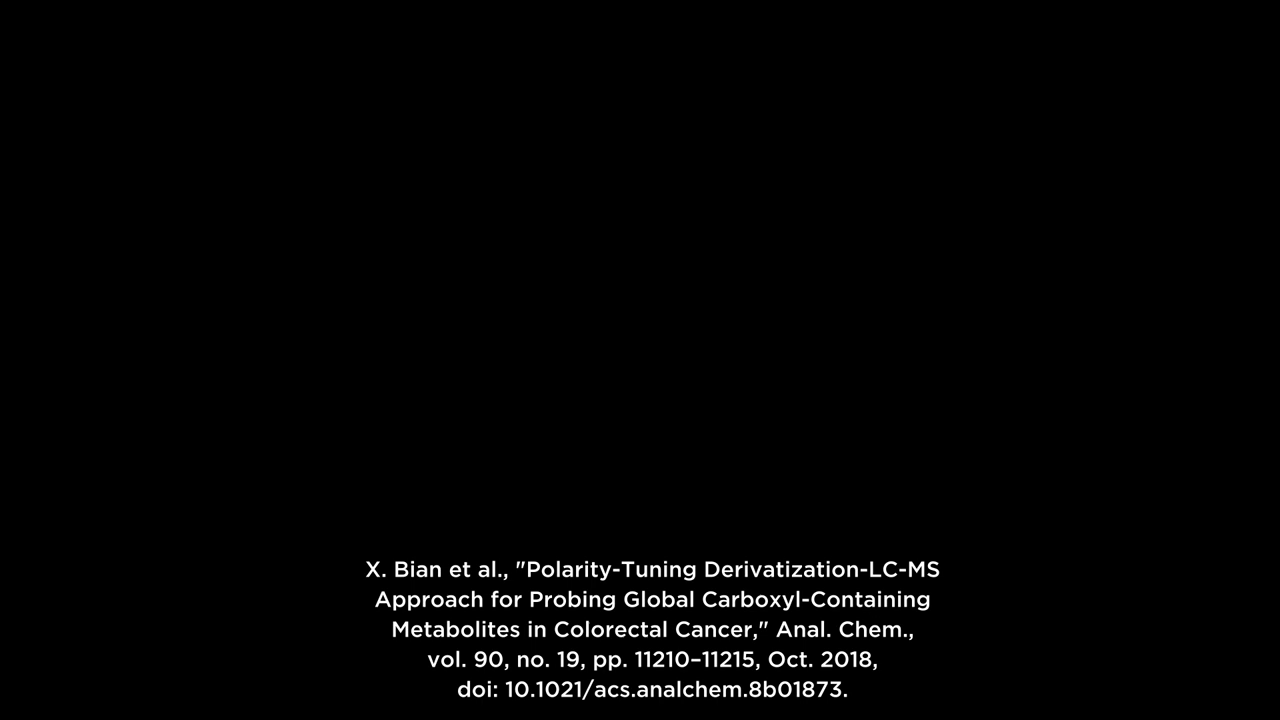 X. Bian et al., "Polarity-Tuning Derivatization-LC-MS
Approach for Probing Global Carboxyl-Containing
Metabolites in Colorectal Cancer," Anal. Chem.,
vol. 90, no. 19, pp. 11210–11215, Oct. 2018,
doi: 10.1021/acs.analchem.8b01873.